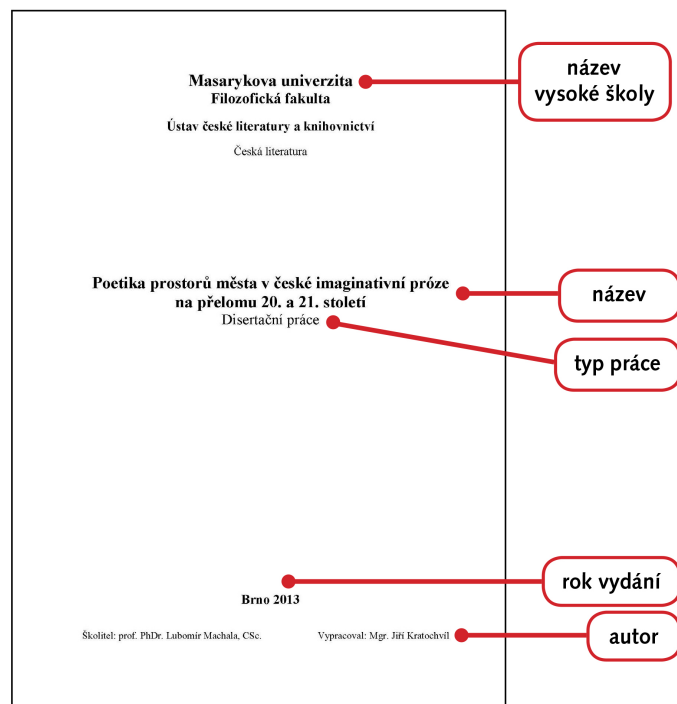 Masarykova univerzita
Filozofická fakulta
Ústav české literatury a knihovnictví
Česká literatura
název
vysoké školy
Poetika prostorů města v české imaginativní próze
na přelomu 20. a 21. století
Disertační práce
název
typ práce
Brno 2013
rok vydání
Školitel: prof. PhDr. Lubomír Machala, CSc.
Vypracoval: Mgr. Jiří Kratochvíl
autor